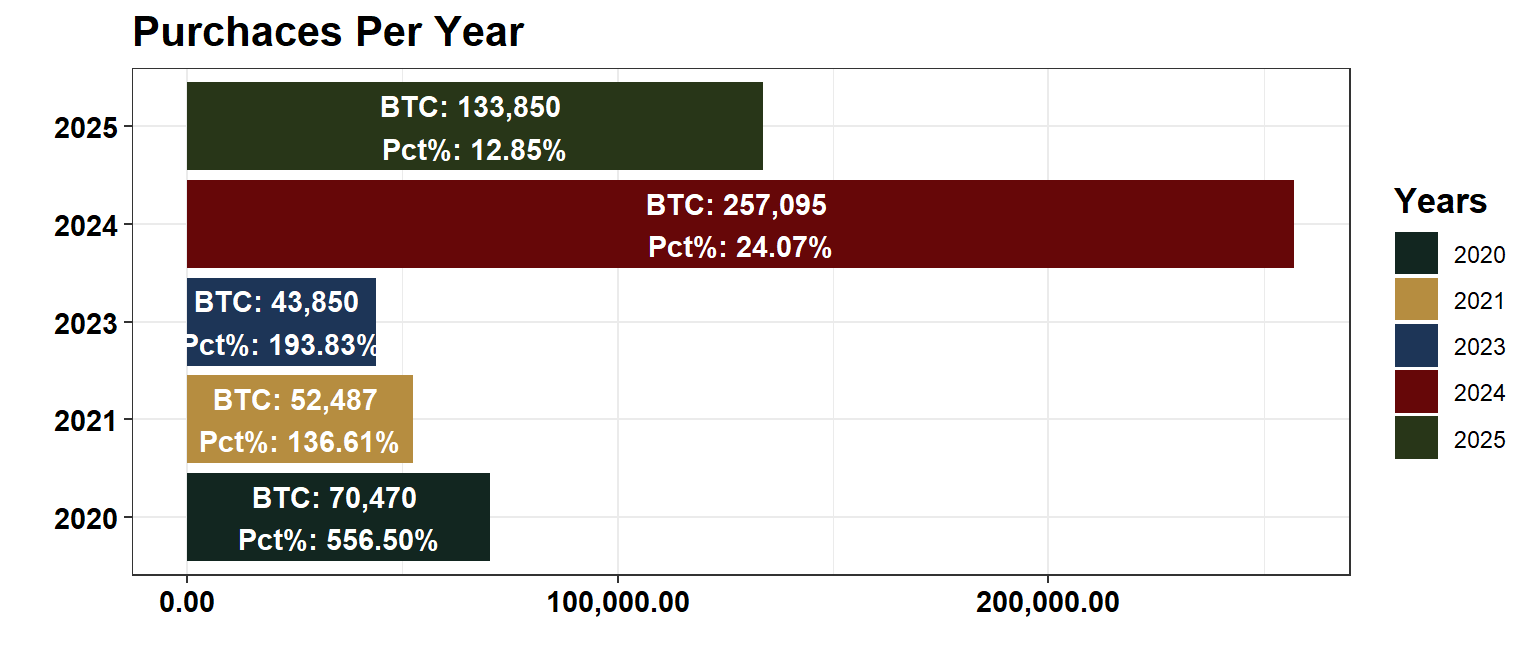 Purchaces Per Year
2025
BTC: 133,850
Pct%: 12.85%
2024
BTC: 257,095
Pct%: 24.07%
2023
BTC: 43,850
Pct%: 193.83%
2021
BTC: 52,487
Pct%: 136.61%
2020
BTC: 70,470
Pct%: 556.50%
0.00
100,000.00
200,000.00
Years
2020
2021
2023
2024
2025